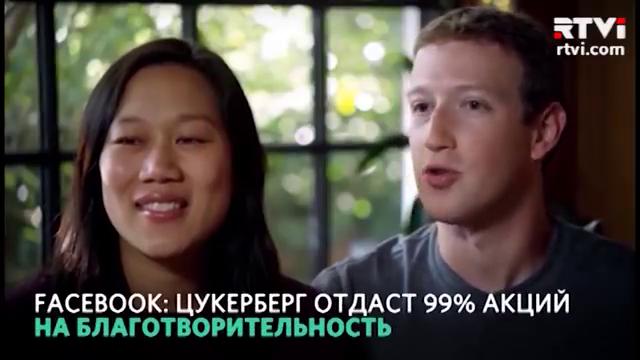 RTVi
rtvi.com
FACEBOOK: ЦУКЕРБЕРГ ОТДАСТ 99% АКЦИЙ
НА БЛАГОТВОРИТЕЛЬНОСТЬ